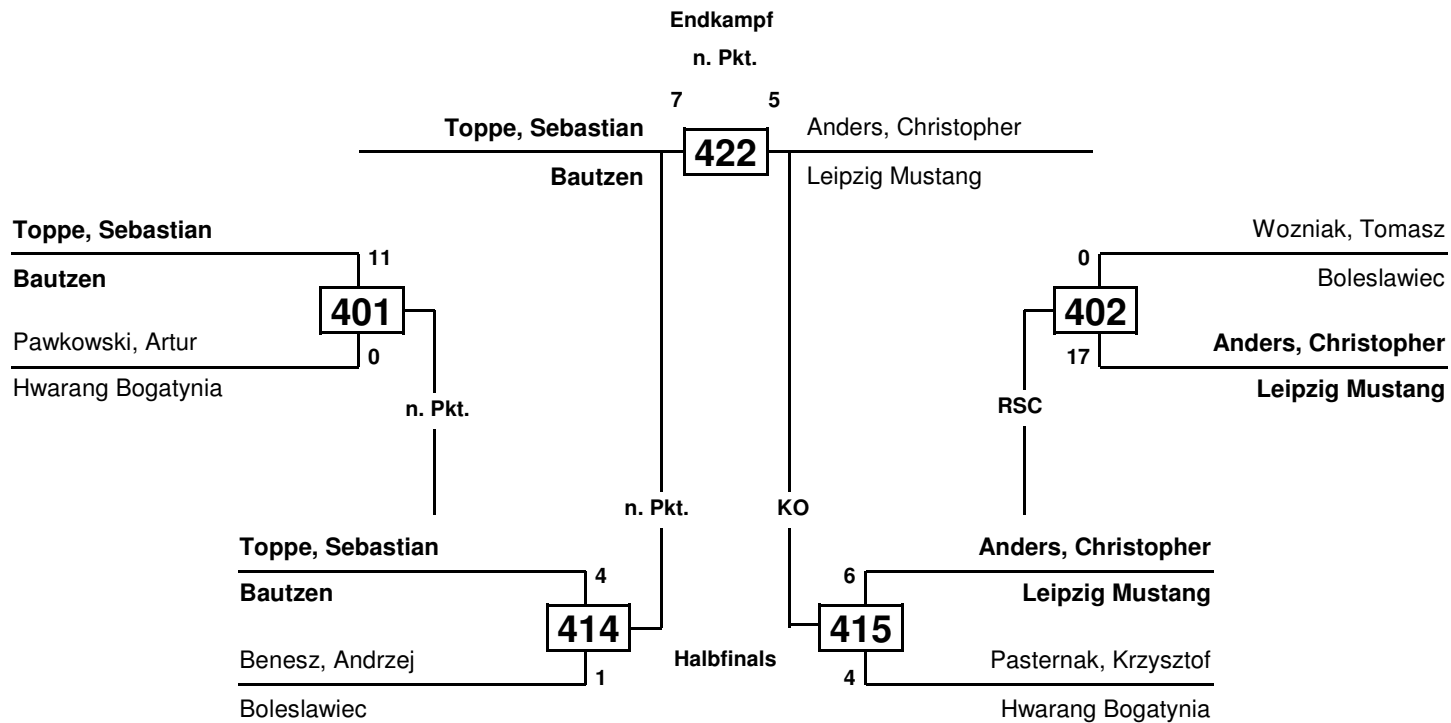 Endkampf
n. Pkt.
7 5
Toppe, Sebastian
Bautzen
422
Anders, Christopher
Leipzig Mustang
Toppe, Sebastian
11
Bautzen
401
Pawkowski, Artur
0
Hwarang Bogatynia
n. Pkt.
Wozniak, Tomasz
0
Boleslawiec
402
Anders, Christopher
17
Leipzig Mustang
RSC
n. Pkt.
KO
Toppe, Sebastian
4
Bautzen
414
Benesz, Andrzej
1
Boleslawiec
Halbfinals
Anders, Christopher
6
Leipzig Mustang
415
Pasternak, Krzysztof
4
Hwarang Bogatynia